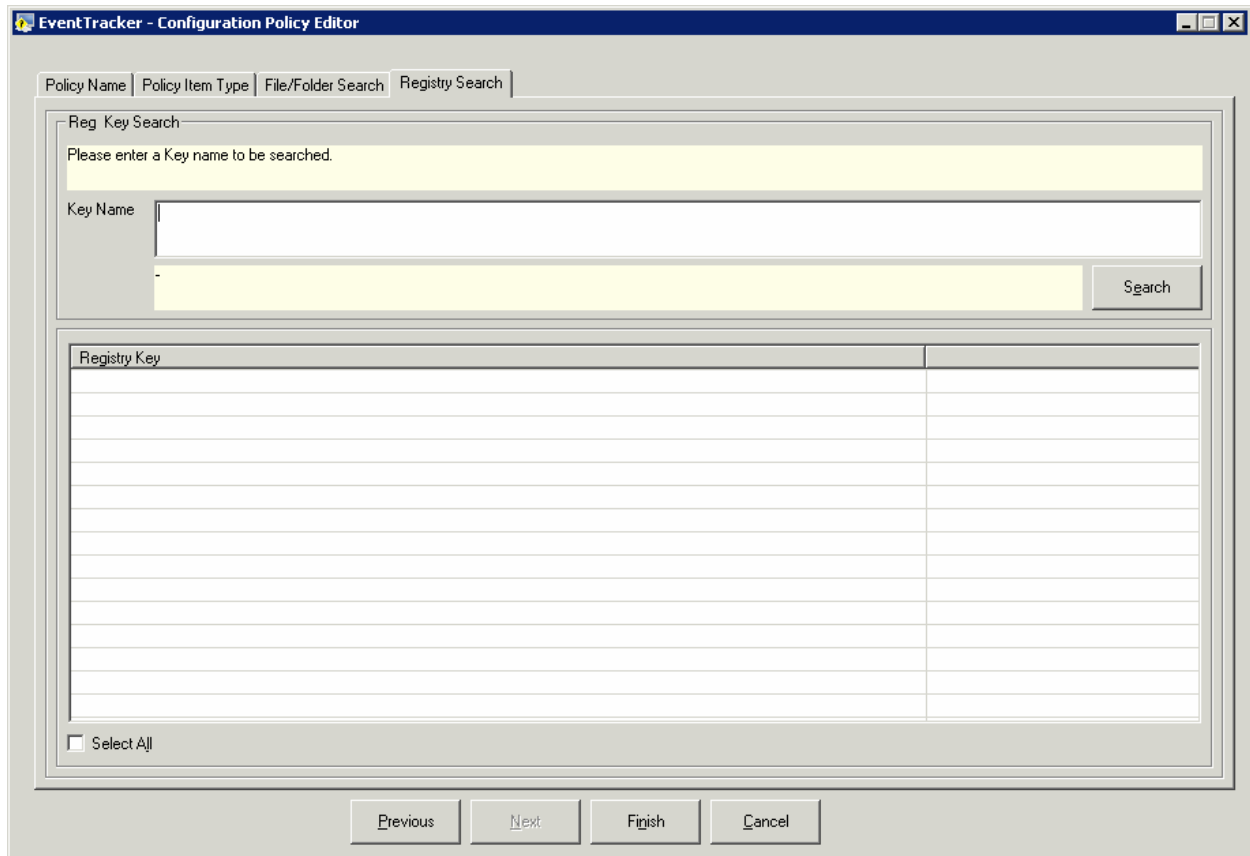 EventTracker - Configuration Policy Editor
Policy Name Policy Item Type File/Folder Search Registry Search
Reg Key Search
Please enter a Key name to be searched.
Key Name
-
Search
Registry Key
Select All
Previous Next Finish Cancel